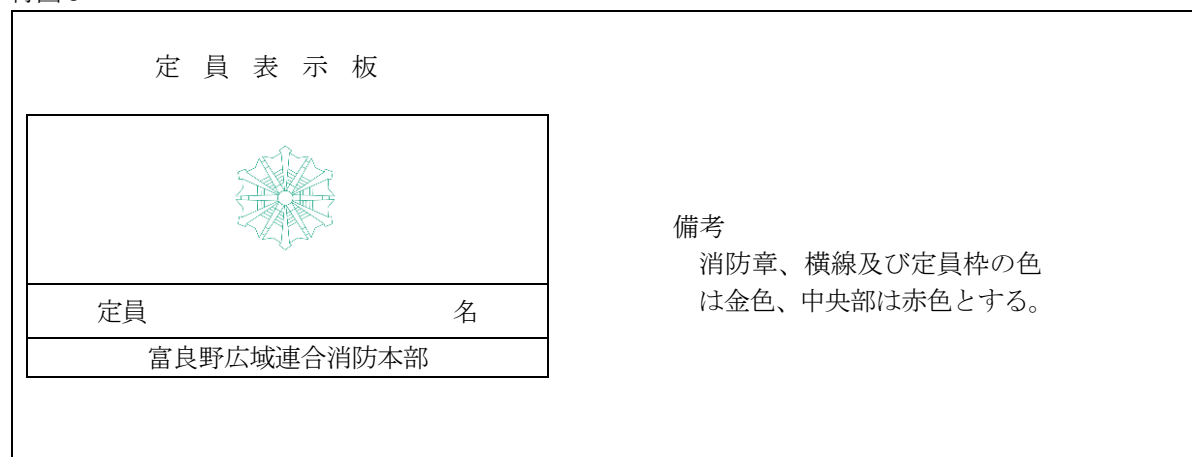 定員表示板
定員 名
富良野広域連合消防本部
備考
消防章、横線及び定員枠の色
は金色、中央部は赤色とする。